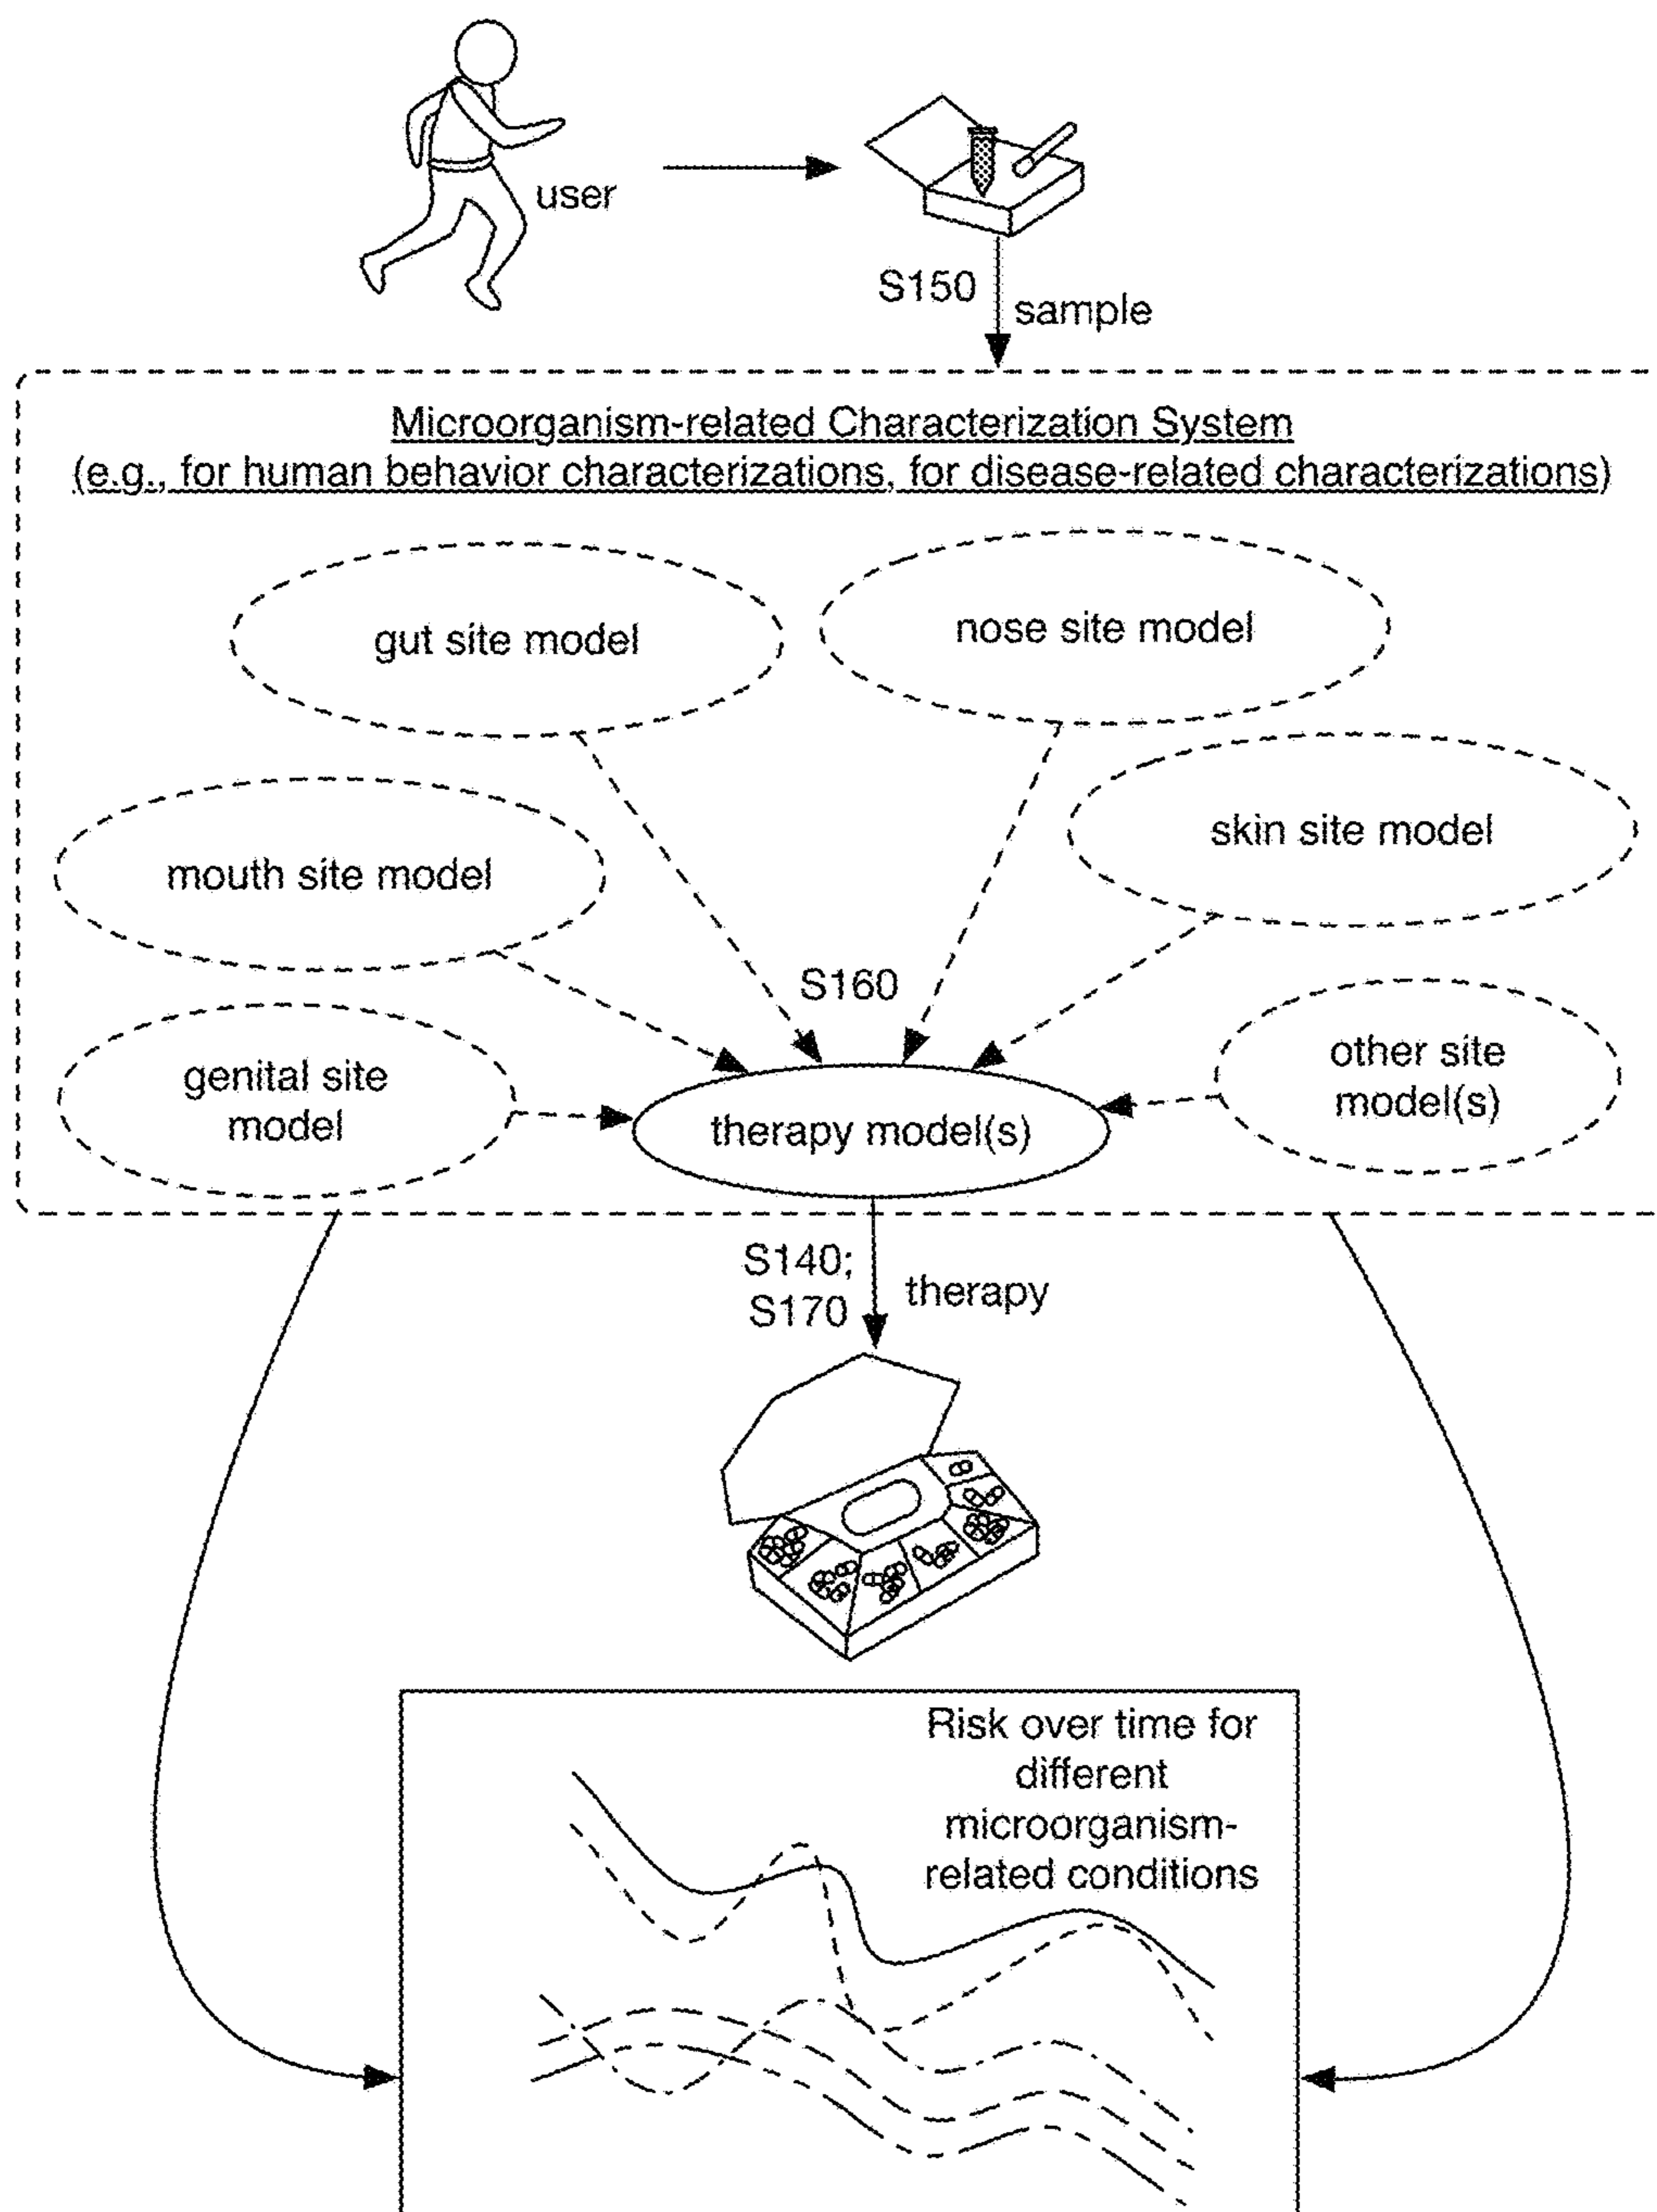 user
S150
sample
Microorganism-related Characterization System
(e.g., for human behavior characterizations, for disease-related characterizations)
gut site model
nose site model
mouth site model
skin site model
S160
genital site
model
therapy model(s)
other site
model(s)
S140;
S170
therapy
Risk over time for
different
microorganism-
related conditions